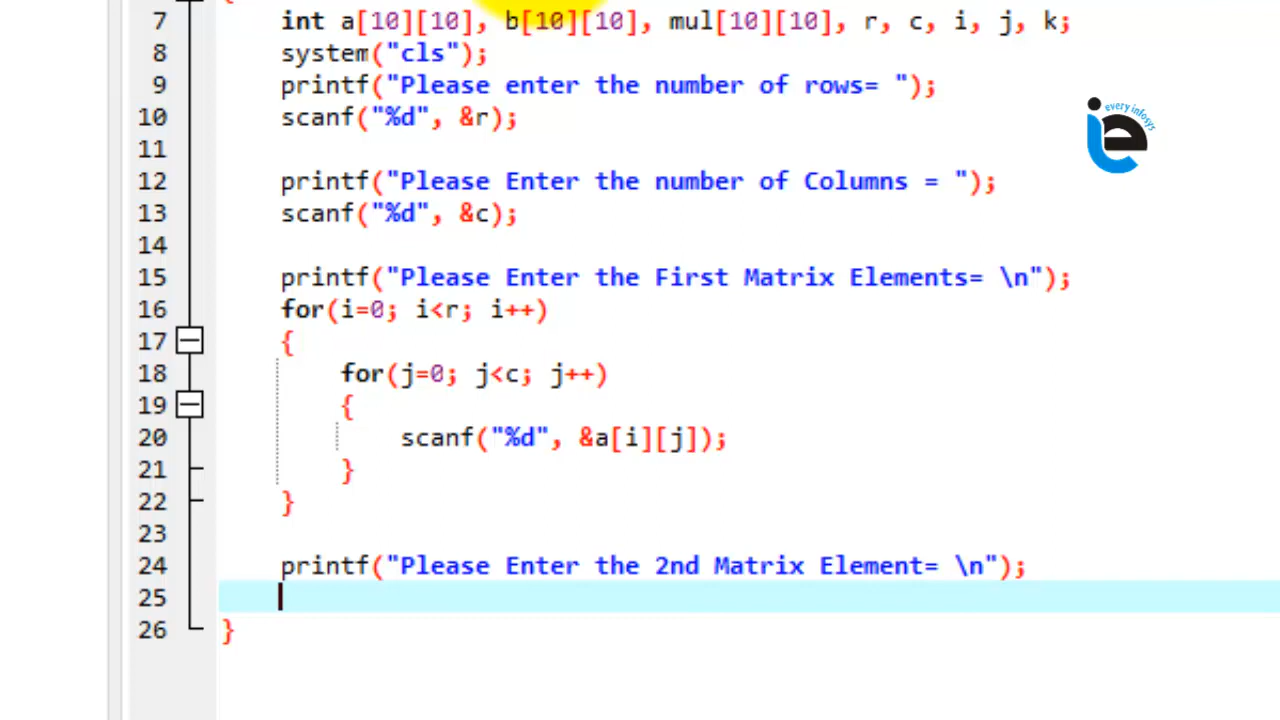 7 int a[10][10], b[10][10], mul[10][10], r, c, i, j, k;
8 system("cls");
9 printf("Please enter the number of rows= ");
10 scanf("%d", &r);
11
12 printf("Please Enter the number of Columns = ");
13 scanf("%d", &c);
14
15 printf("Please Enter the First Matrix Elements= \n");
16 for(i=0; i<r; i++)
17 {
18 for(j=0; j<c; j++)
19 {
20 scanf("%d", &a[i][j]);
21 }
22 }
23
24 printf("Please Enter the 2nd Matrix Element= \n");
25
26 }
every infosys
ie